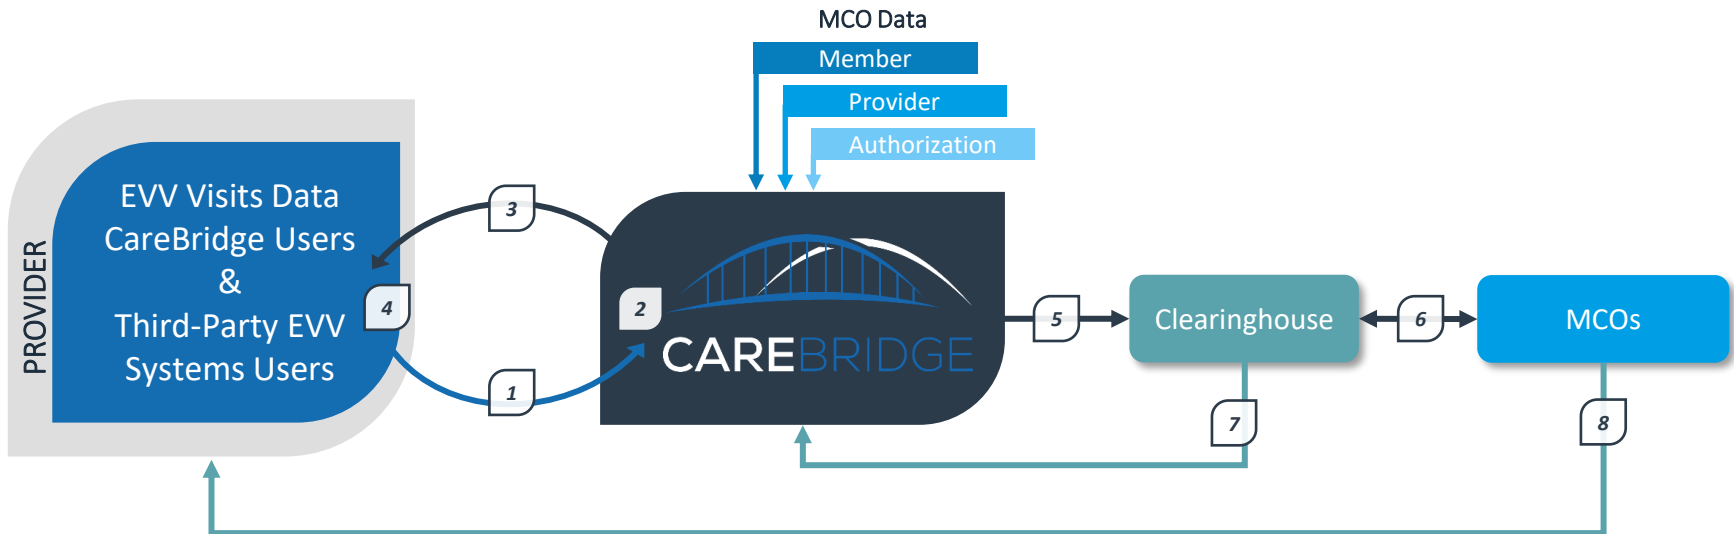 MCO Data
Member
Provider
Authorization
PROVIDER
EVV Visits Data
CareBridge Users
&
Third-Party EVV
Systems Users
3
4
1
2
CAREBRIDGE
5
Clearinghouse
6
MCOs
7
8